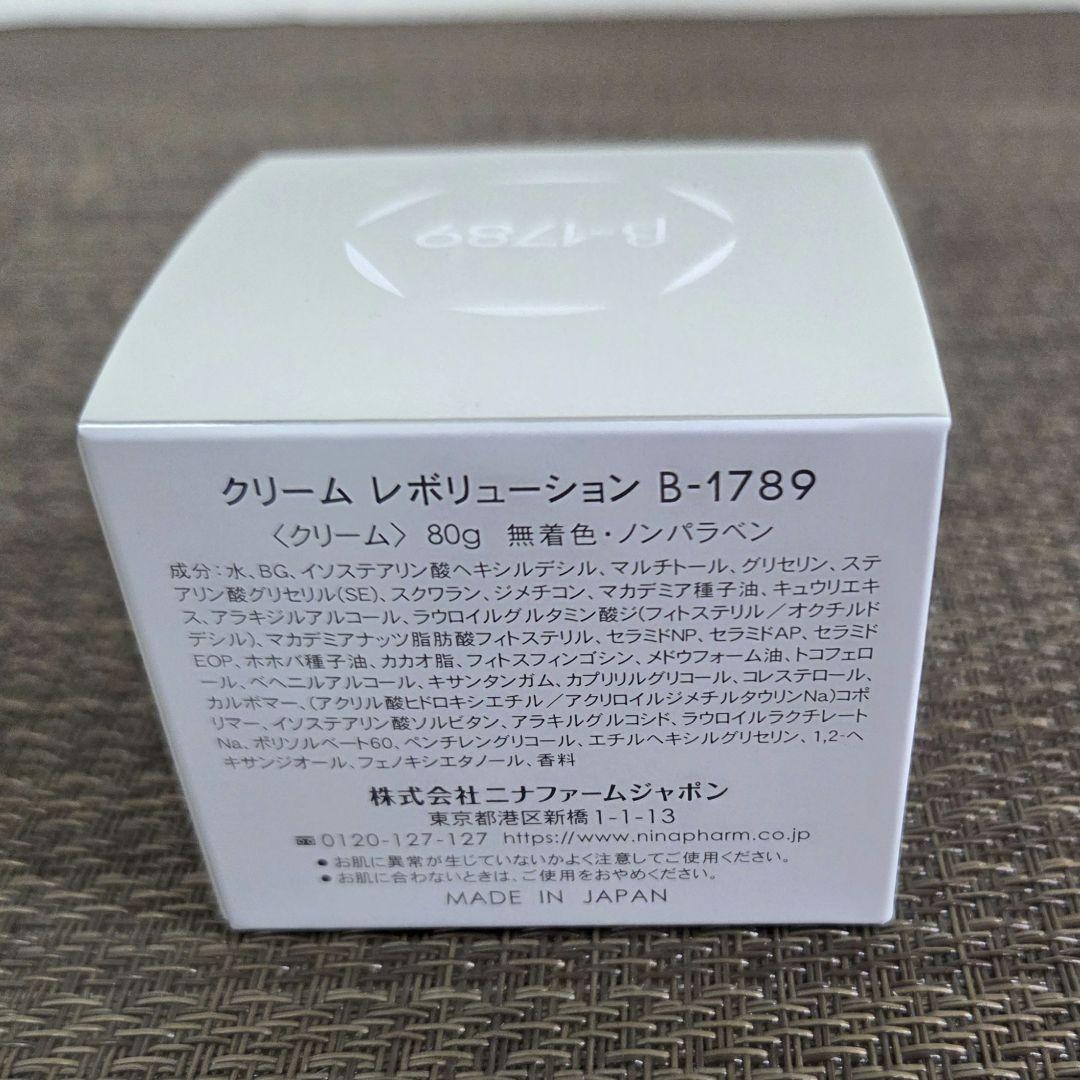 B-1789
クリーム レボリューション B-1789
〈クリーム〉 80g 無着色・ノンパラベン
成分:水、BG、イソステアリン酸ヘキシルデシル、マルチトール、グリセリン、ステ
アリン酸グリセリル(SE)、スクワラン、ジメチコン、マカデミア種子油、キュウリエキ
ス、アラキジルアルコール、ラウロイルグルタミン酸ジ(フィトステリル/オクチルド
デシル)、マカデミアナッツ脂肪酸フィトステリル、セラミドNP、セラミドAP、セラミド
EOP、ホホバ種子油、カカオ脂、フィトスフィンゴシン、メドウフォーム油、トコフェロ
ール、ベヘニルアルコール、キサンタンガム、カプリリルグリコール、コレステロール、
カルボマー、(アクリル酸ヒドロキシエチル/アクリロイルジメチルタウリンNa)コポ
リマー、イソステアリン酸ソルビタン、アラキルグルコシド、ラウロイルラクチレート
Na、ポリソルベート60、ペンチレングリコール、エチルヘキシルグリセリン、1,2-ヘ
キサンジオール、フェノキシエタノール、香料
株式会社ニナファームジャポン
東京都港区新橋1-1-13
0120-127-127 https://www.ninapharm.co.jp
●お肌に異常が生じていないかよく注意してご使用ください。
●お肌に合わないときは、ご使用をおやめください。
MADE IN JAPAN